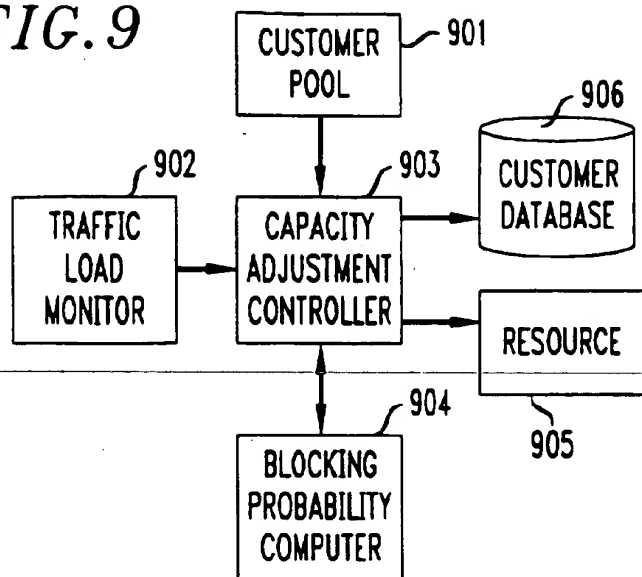 FIG. 9
901
CUSTOMER
POOL
906
902
903
CUSTOMER
DATABASE
TRAFFIC
LOAD
MONITOR
CAPACITY
ADJUSTMENT
CONTROLLER
RESOURCE
904
905
BLOCKING
PROBABILITY
COMPUTER